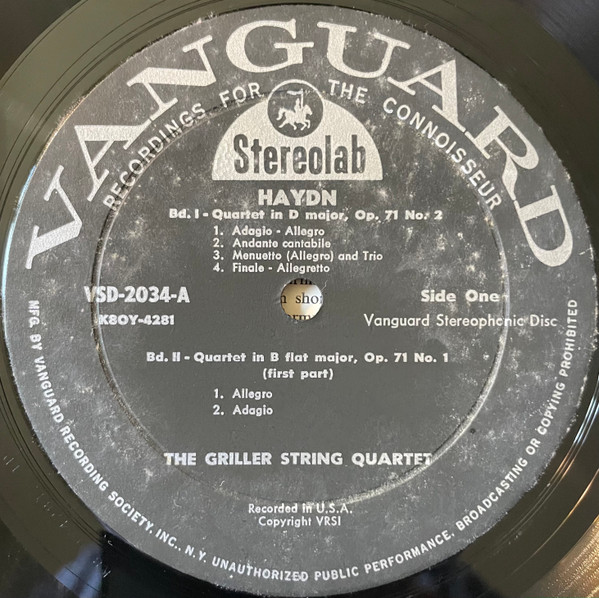 VANGUARD
RECORDINGS FOR THE CONNOISSEUR
Stereolab
HAYDN
Bd. I - Quartet in D major, Op. 71 No. 2
1. Adagio - Allegro
2. Andante cantabile
3. Menuetto (Allegro) and Trio
4. Finale - Allegretto
VSD-2034-A
K8OY-4281
Side One
Vanguard Stereophonic Disc
Bd. II - Quartet in B flat major, Op. 71 No. 1
(first part)
1. Allegro
2. Adagio
THE GRILLER STRING QUARTET
Recorded in U.S.A.
Copyright VRSI
MFG. BY VANGUARD RECORDING SOCIETY, INC., N.Y. UNAUTHORIZED PUBLIC PERFORMANCE, BROADCASTING OR COPYING PROHIBITED